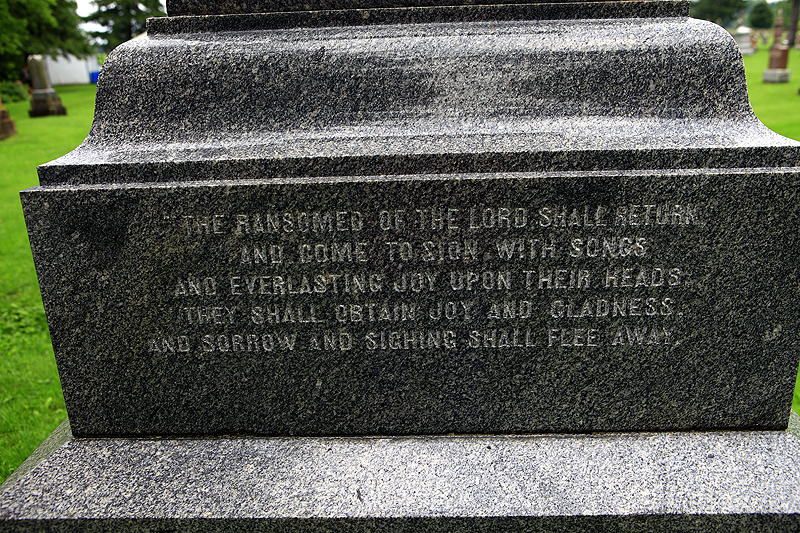 "THE RANSOMED OF THE LORD SHALL RETURN,
AND COME TO SION, WITH SONGS
AND EVERLASTING JOY UPON THEIR HEADS.
THEY SHALL OBTAIN JOY AND GLADNESS,
AND SORROW AND SIGHING SHALL FLEE AWAY.